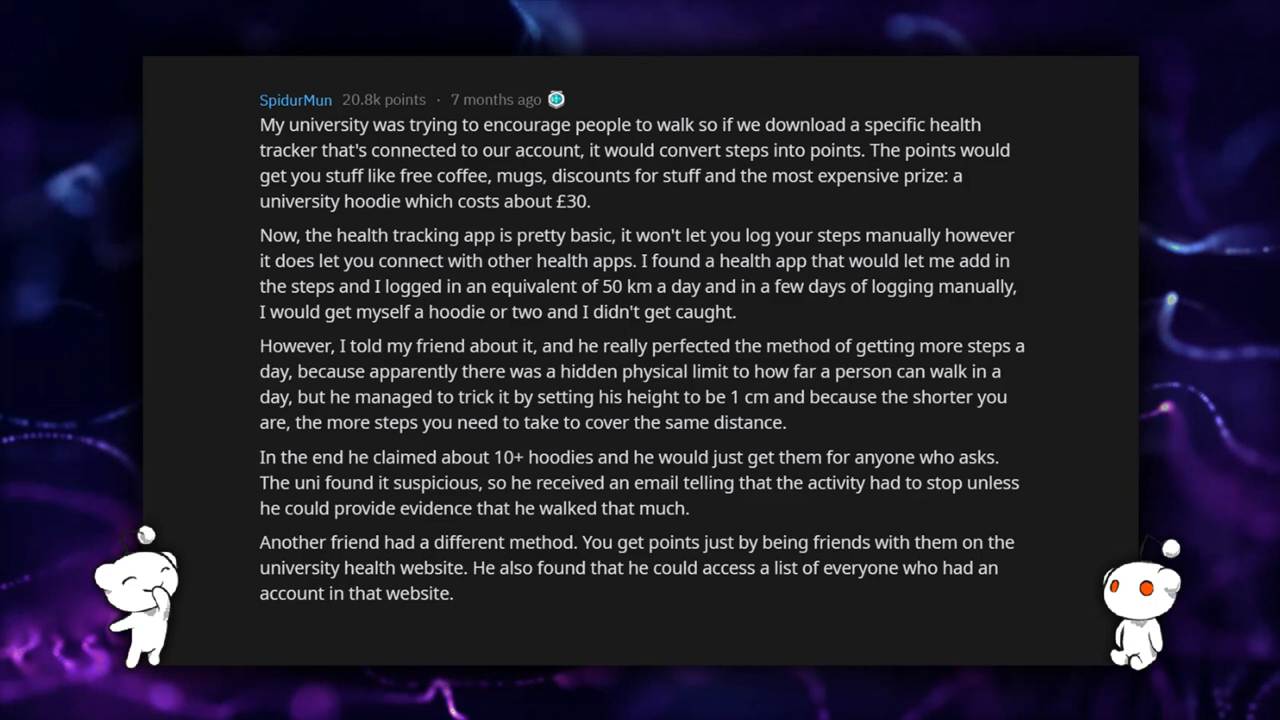 SpidurMun 20.8k points · 7 months ago
My university was trying to encourage people to walk so if we download a specific health
tracker that's connected to our account, it would convert steps into points. The points would
get you stuff like free coffee, mugs, discounts for stuff and the most expensive prize: a
university hoodie which costs about £30.
Now, the health tracking app is pretty basic, it won't let you log your steps manually however
it does let you connect with other health apps. I found a health app that would let me add in
the steps and I logged in an equivalent of 50 km a day and in a few days of logging manually,
I would get myself a hoodie or two and I didn't get caught.
However, I told my friend about it, and he really perfected the method of getting more steps a
day, because apparently there was a hidden physical limit to how far a person can walk in a
day, but he managed to trick it by setting his height to be 1 cm and because the shorter you
are, the more steps you need to take to cover the same distance.
In the end he claimed about 10+ hoodies and he would just get them for anyone who asks.
The uni found it suspicious, so he received an email telling that the activity had to stop unless
he could provide evidence that he walked that much.
Another friend had a different method. You get points just by being friends with them on the
university health website. He also found that he could access a list of everyone who had an
account in that website.